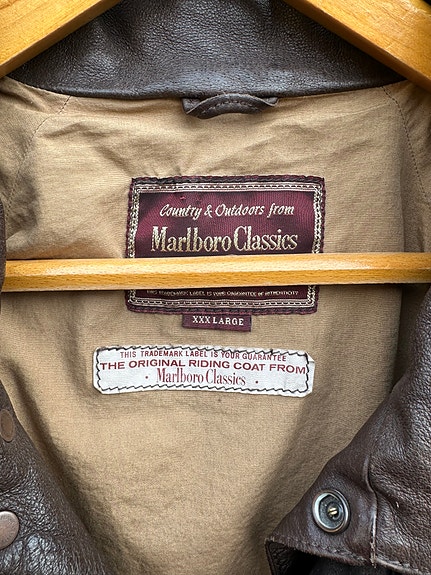 Country & Outdoors from
Marlboro Classics
THIS TRADEMARK LABEL IS YOUR GUARANTEE OF AUTHENTICITY
XXX LARGE
THIS TRADEMARK LABEL IS YOUR GUARANTEE
THE ORIGINAL RIDING COAT FROM
· Marlboro Classics ·